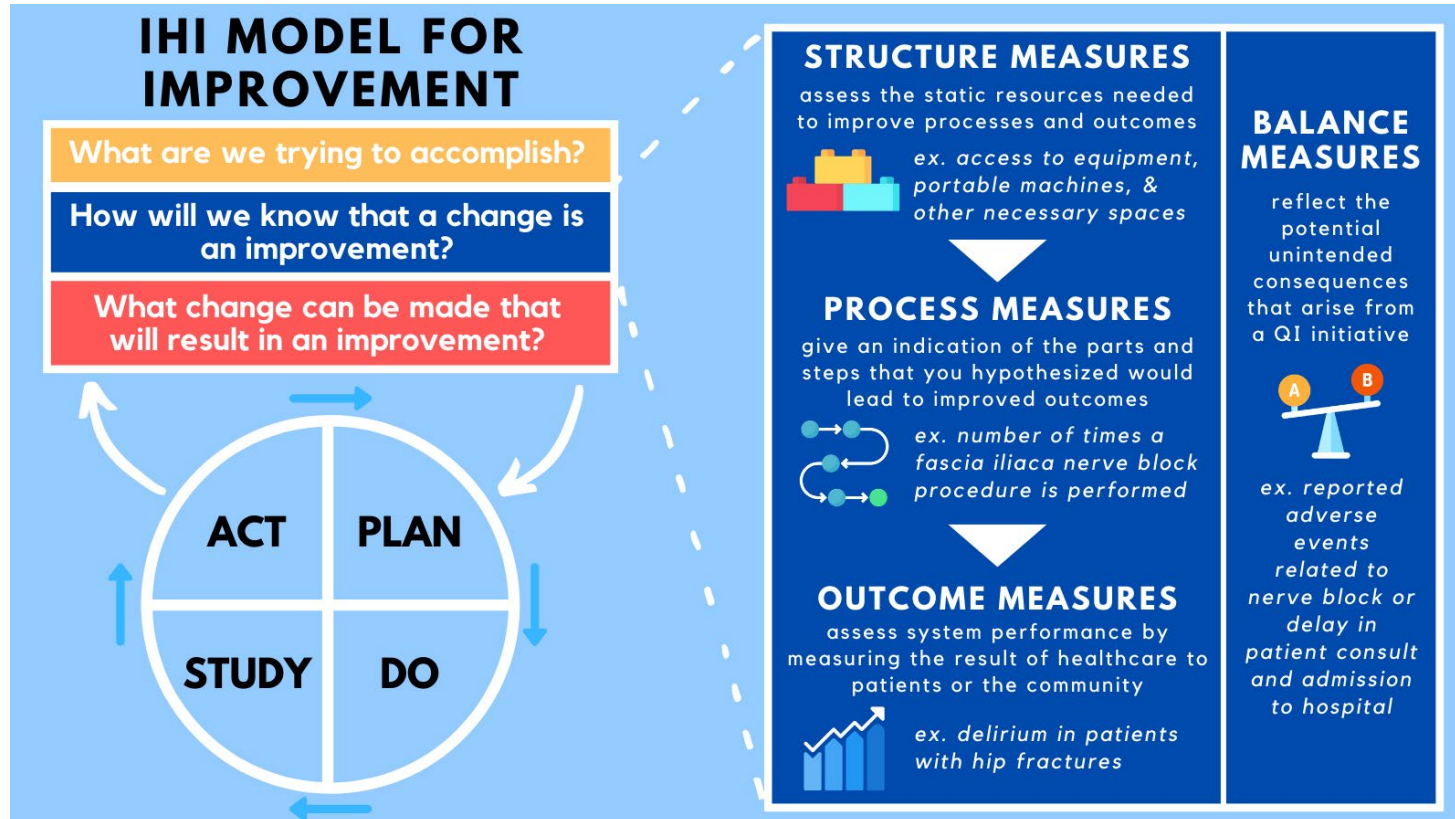 IHI MODEL FOR
IMPROVEMENT
What are we trying to accomplish?
How will we know that a change is
an improvement?
What change can be made that
will result in an improvement?
ACT
PLAN
STUDY
DO
STRUCTURE MEASURES
assess the static resources needed
to improve processes and outcomes
ex. access to equipment,
portable machines, &
other necessary spaces
PROCESS MEASURES
give an indication of the parts and
steps that you hypothesized would
lead to improved outcomes
ex. number of times a
fascia iliaca nerve block
procedure is performed
OUTCOME MEASURES
assess system performance by
measuring the result of healthcare to
patients or the community
ex. delirium in patients
with hip fractures
BALANCE
MEASURES
reflect the
potential
unintended
consequences
that arise from
a QI initiative
A
B
ex. reported
adverse
events
related to
nerve block or
delay in
patient consult
and admission
to hospital